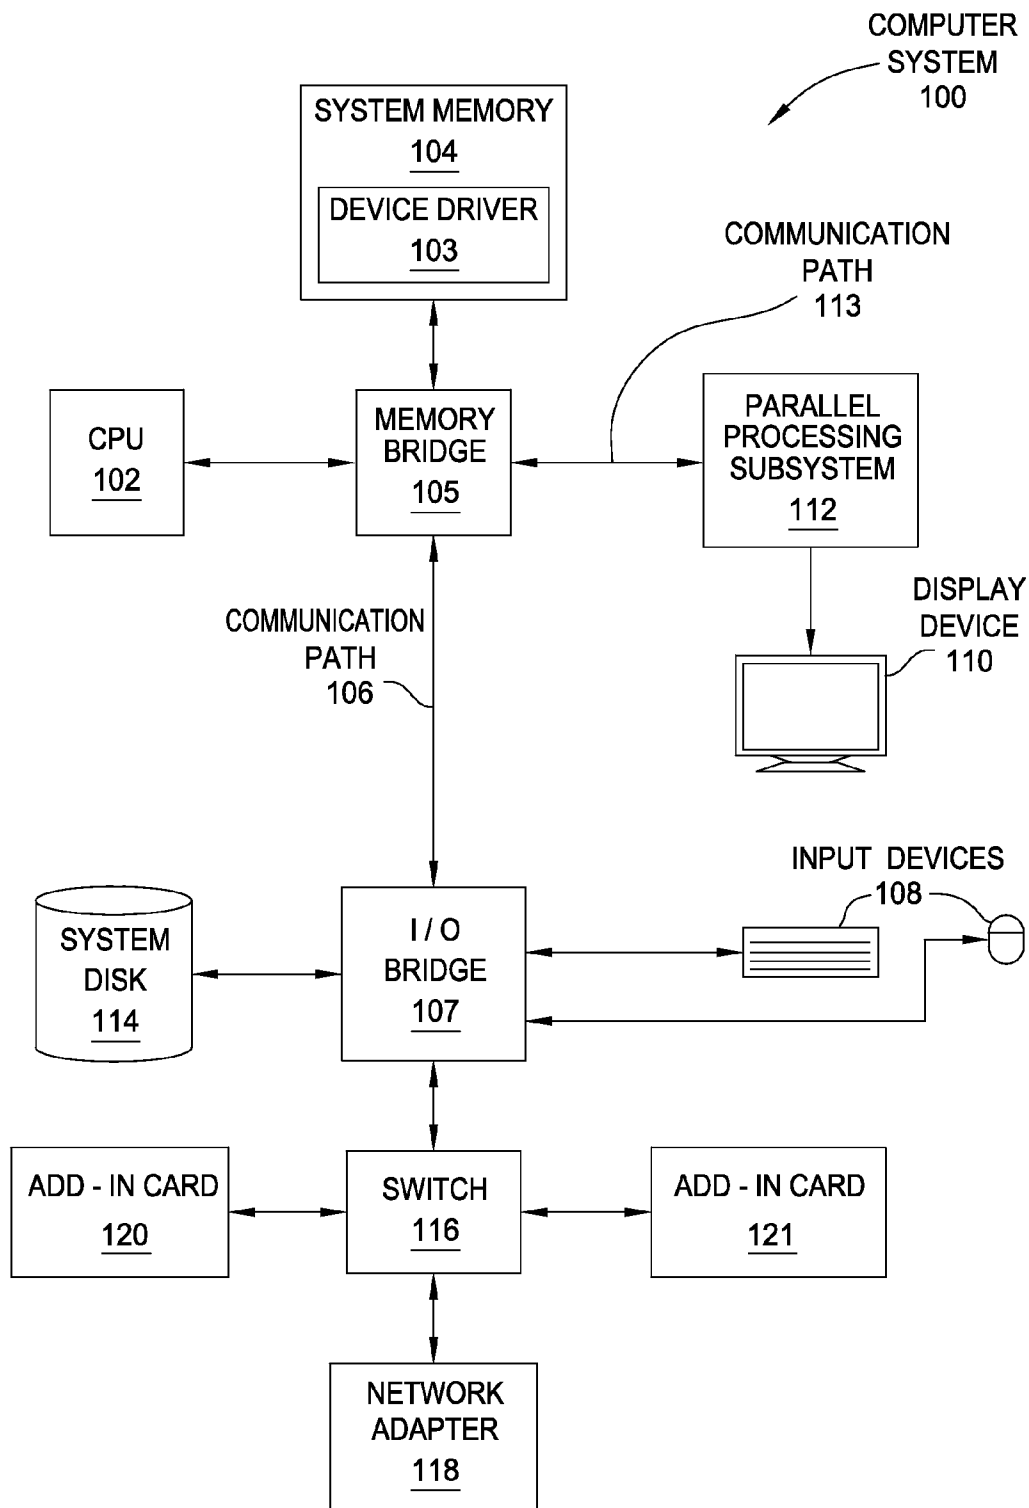 COMPUTER
SYSTEM
100
SYSTEM MEMORY
104
DEVICE DRIVER
103
COMMUNICATION
PATH
113
CPU
102
MEMORY
BRIDGE
105
PARALLEL
PROCESSING
SUBSYSTEM
112
COMMUNICATION
PATH
106
DISPLAY
DEVICE
110
INPUT DEVICES
108
SYSTEM
DISK
114
I / O
BRIDGE
107
ADD - IN CARD
120
SWITCH
116
ADD - IN CARD
121
NETWORK
ADAPTER
118